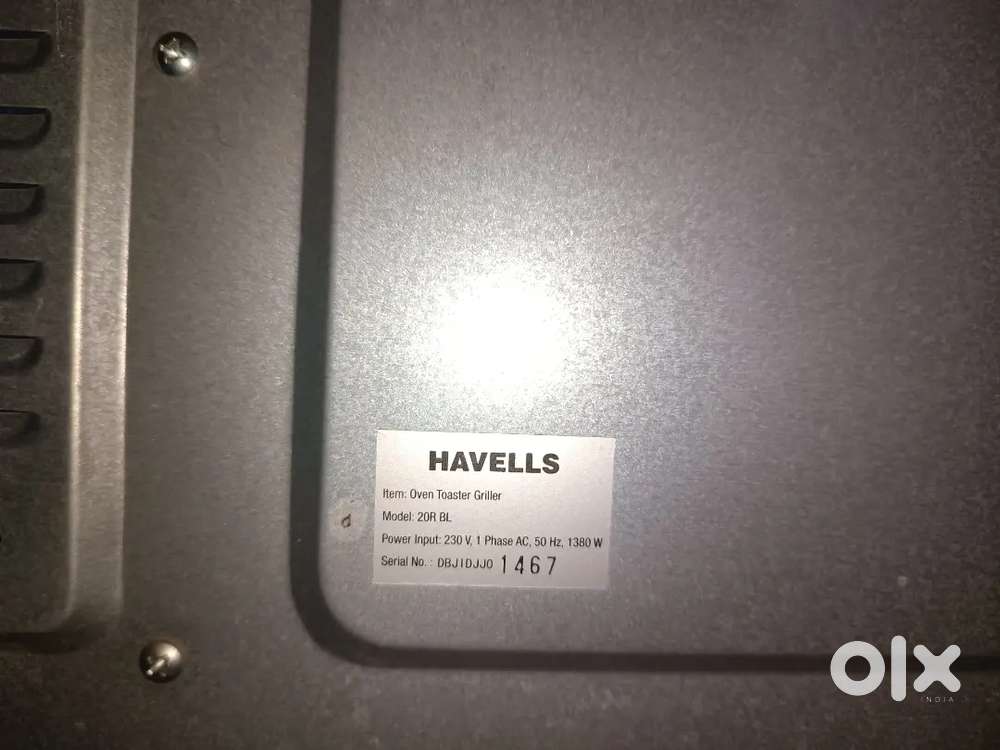 HAVELLS
Item: Oven Toaster Griller
Model: 20R BL
Power Input: 230 V, 1 Phase AC, 50 Hz, 1380 W
Serial No. : DBJIDJJ0 1467
olx
INDIA